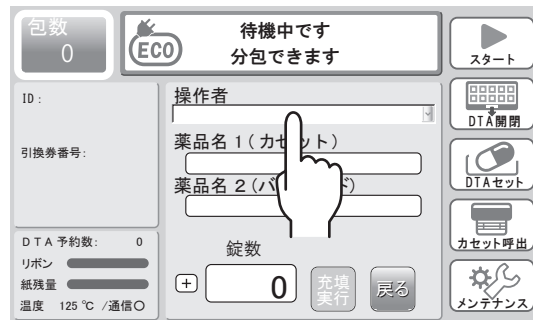 包数
0
ECO
待機中です
分包できます
スタート
ID :
引換券番号:
操作者
薬品名 1 ( カセット )
薬品名 2 (バ ド)
DTA開閉
DTAセット
カセット呼出
メンテナンス
DTA 予約数: 0
リボン
紙残量
温度 125 ℃ /通信〇
錠数
+ 0
充填
実行
戻る